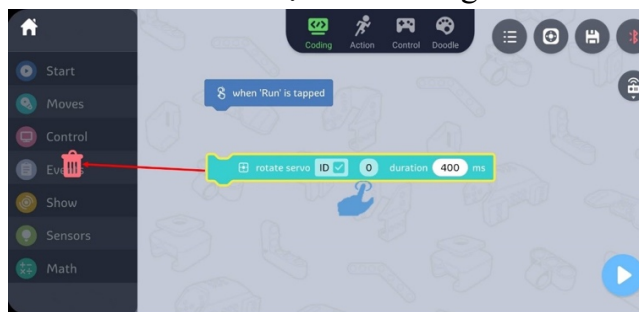 Coding Action Control Doodle
Start
Moves
Control
Events
Show
Sensors
Math
when 'Run' is tapped
rotate servo ID 0 duration 400 ms